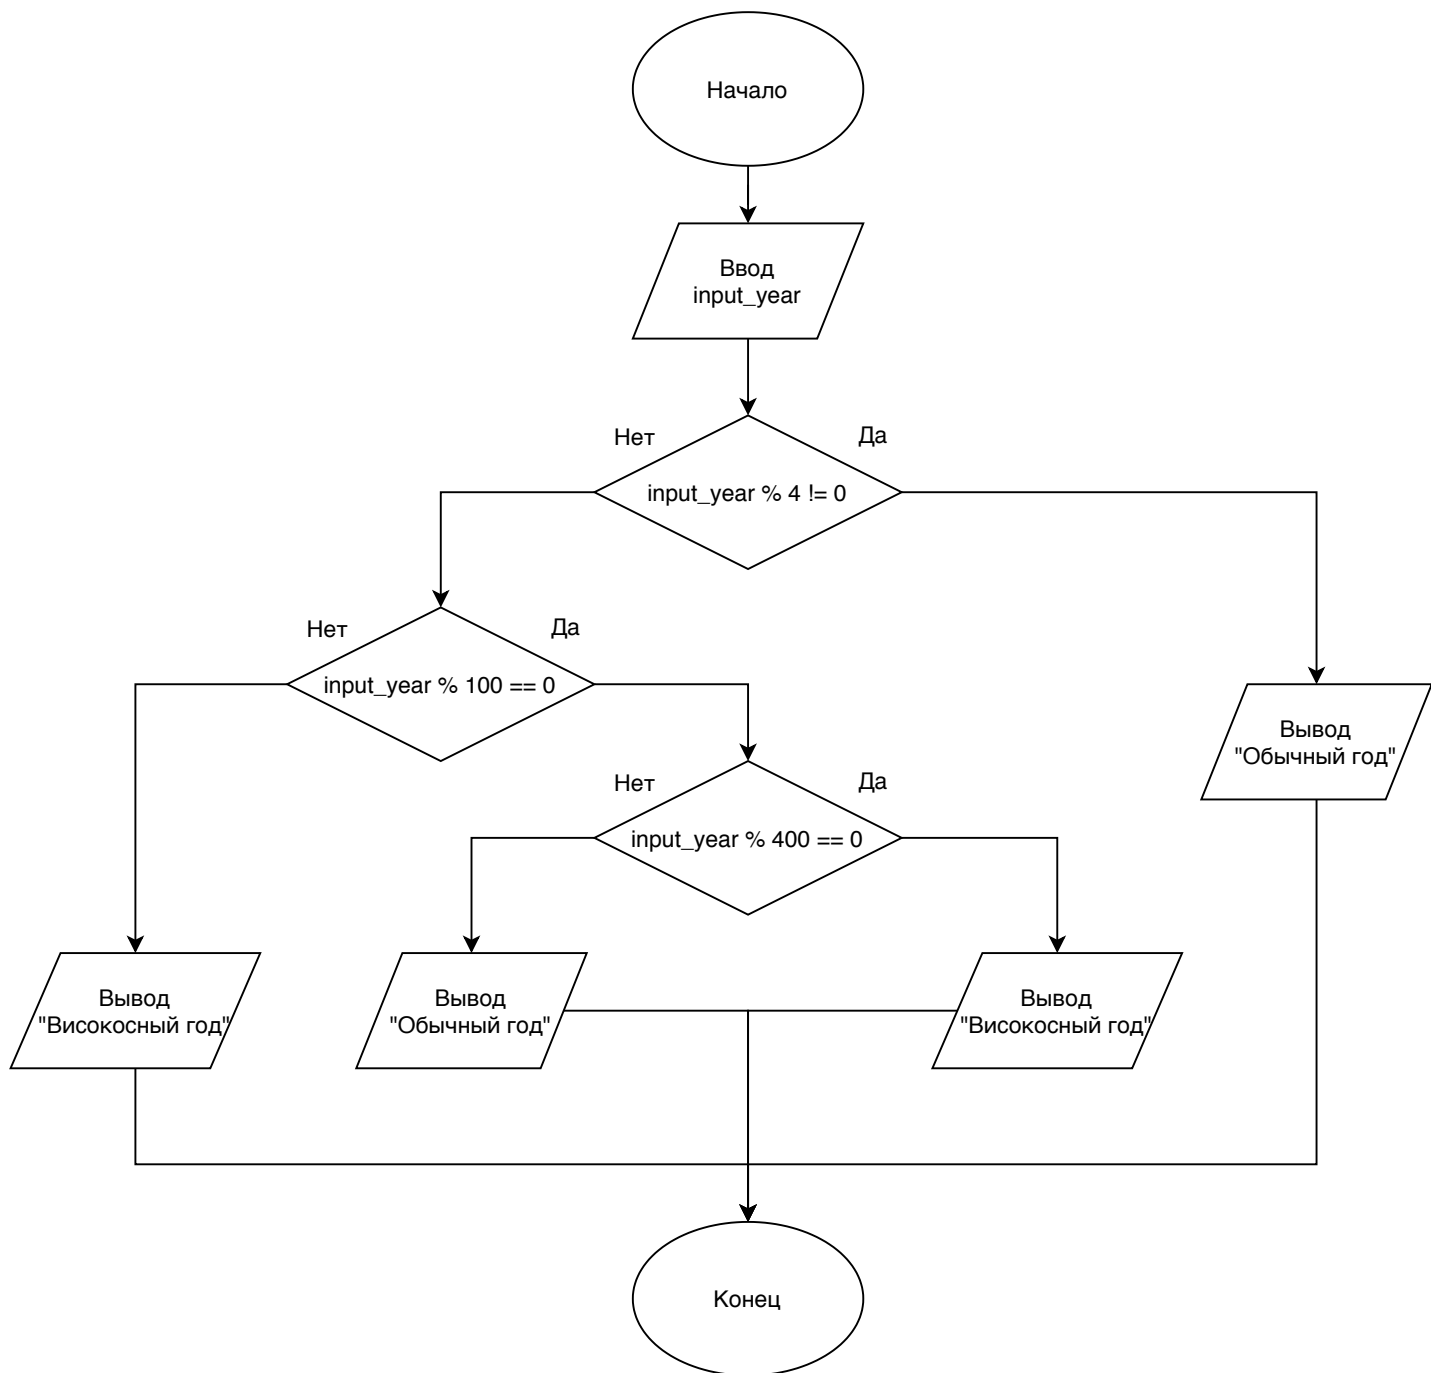 Начало
Ввод
input_year
Нет
Да
input_year % 4 != 0
Нет
Да
input_year % 100 == 0
Вывод
"Обычный год"
Нет
Да
input_year % 400 == 0
Вывод
"Високосный год"
Вывод
"Обычный год"
Вывод
"Високосный год"
Конец